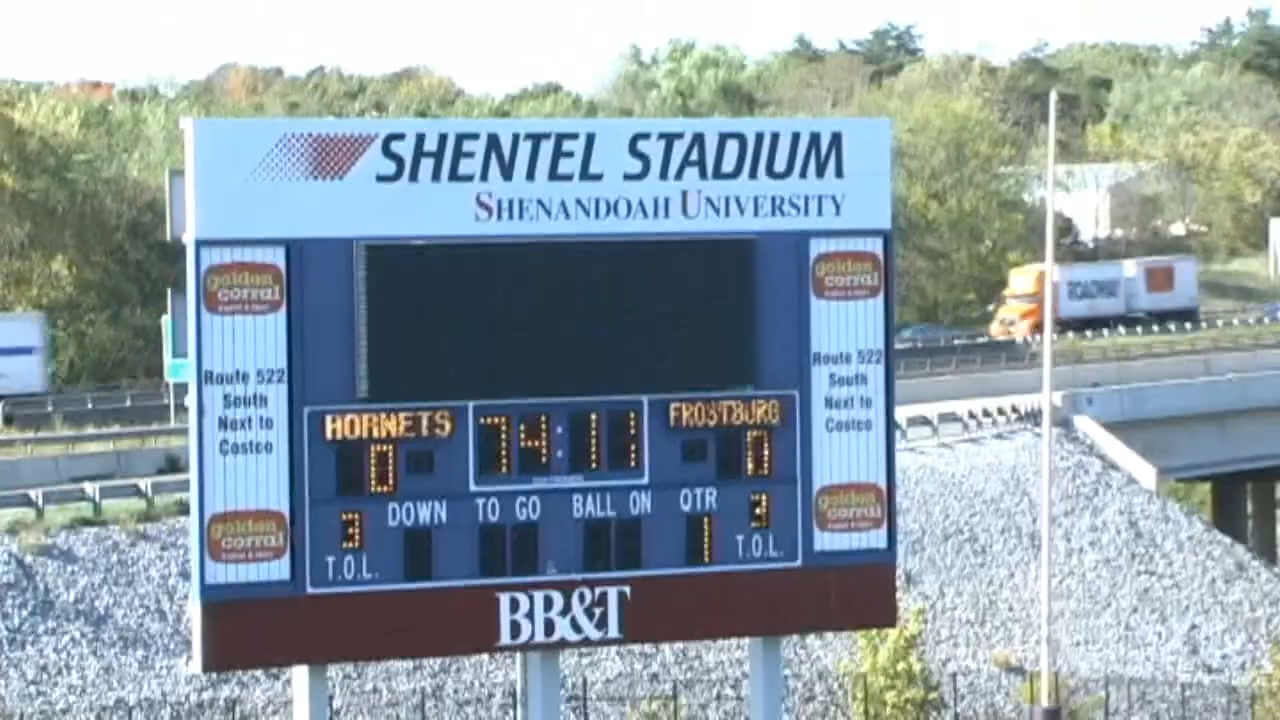 SHENTEL STADIUM
SHENANDOAH UNIVERSITY
golden corral
Route 522
South
Next to
Costco
golden corral
HORNETS
0
74:11
FROSTBURG
0
DOWN TO GO BALL ON QTR
3
1
3
T.O.L.
T.O.L.
golden corral
Route 522
South
Next to
Costco
golden corral
BB&T
ROADWAY